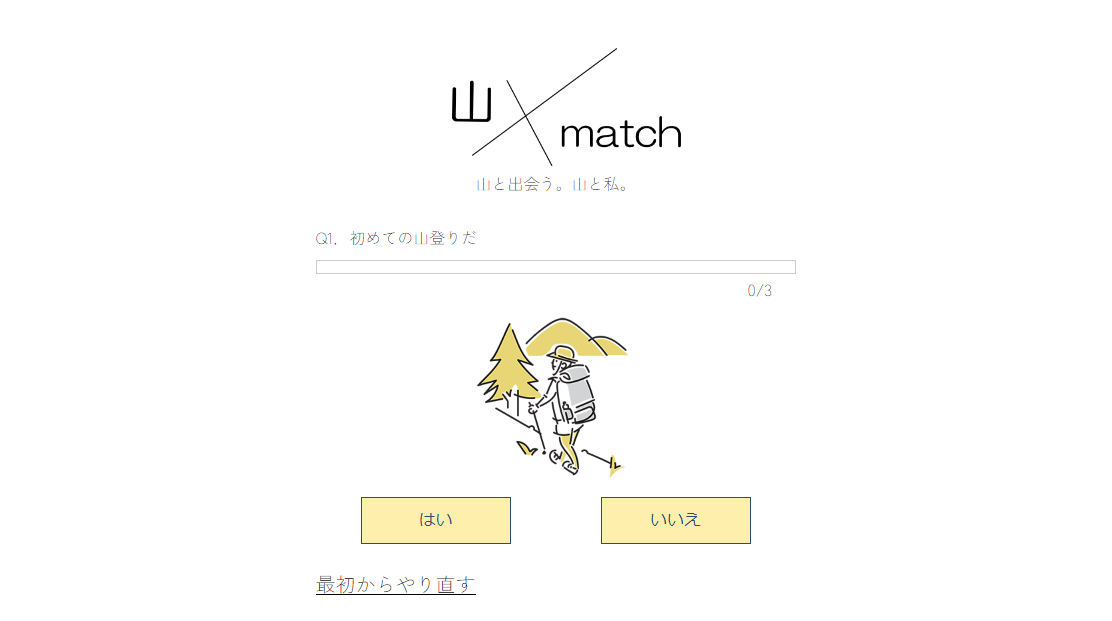 山
match
山と出会う。山と私。
Q1. 初めての山登りだ
0/3
はい
いいえ
最初からやり直す